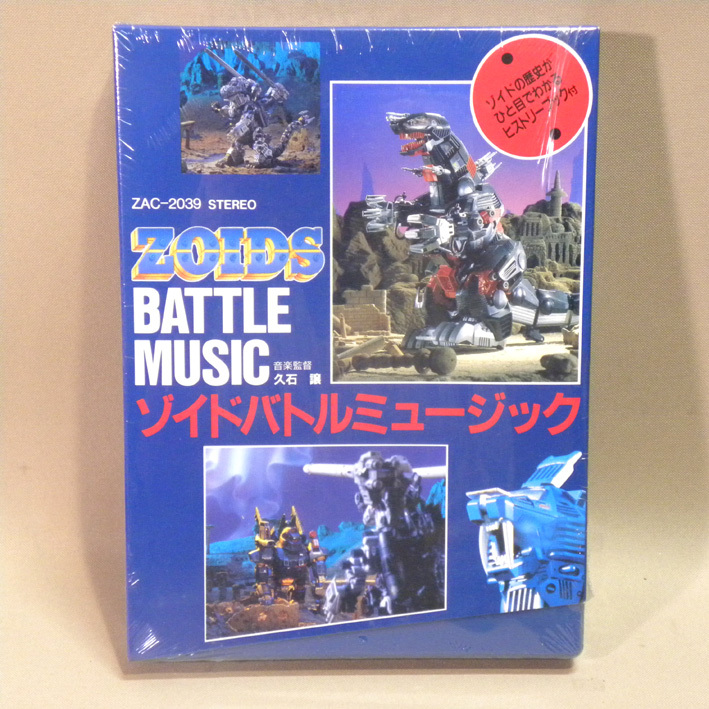 ゾイドの歴史が
ひと目でわかる
ヒストリーブック付
ZAC-2039 STEREO
ZOIDS
BATTLE
MUSIC
音楽監督
久石 譲
ゾイドバトルミュージック